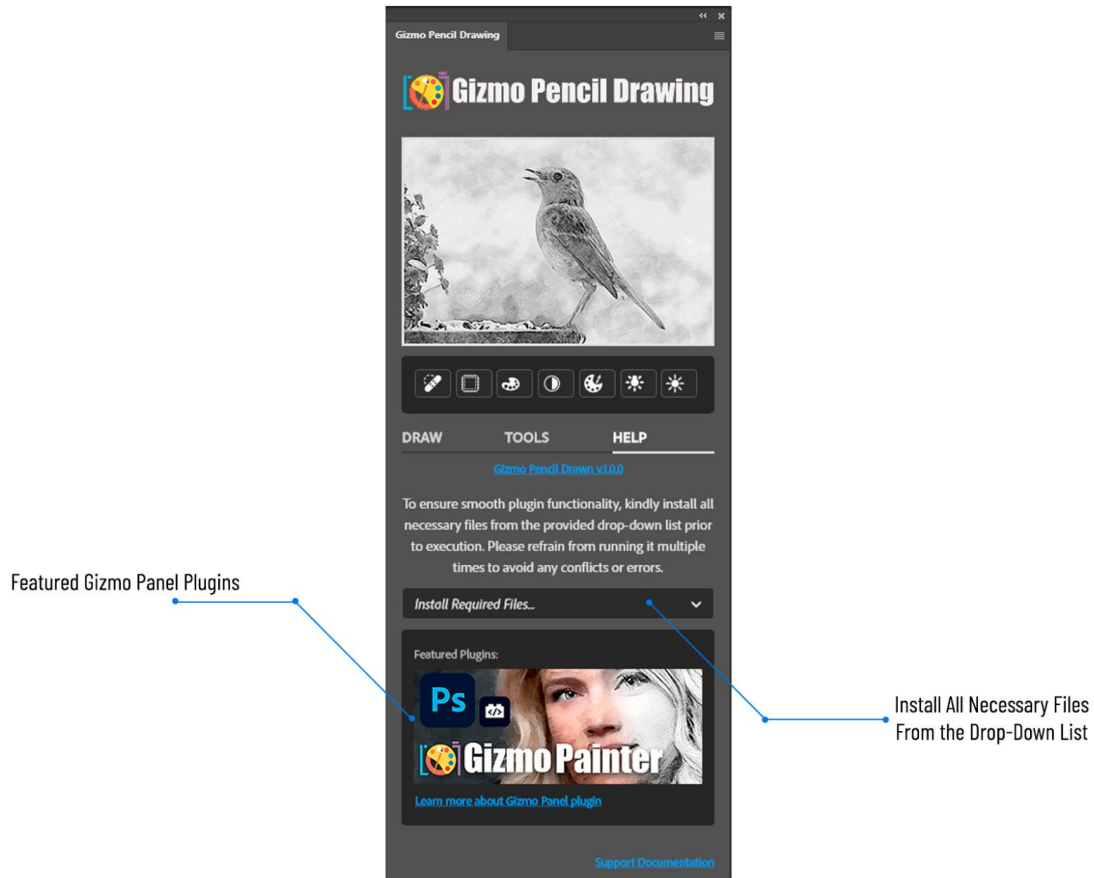 Gizmo Pencil Drawing
Gizmo Pencil Drawing
DRAW TOOLS HELP
Gizmo Pencil Drawn v1.0.0
To ensure smooth plugin functionality, kindly install all
necessary files from the provided drop-down list prior
to execution. Please refrain from running it multiple
times to avoid any conflicts or errors.
Featured Gizmo Panel Plugins
Install Required Files...
Featured Plugins:
Ps
</>
Gizmo Painter
Install All Necessary Files
From the Drop-Down List
Learn more about Gizmo Panel plugin
Support Documentation